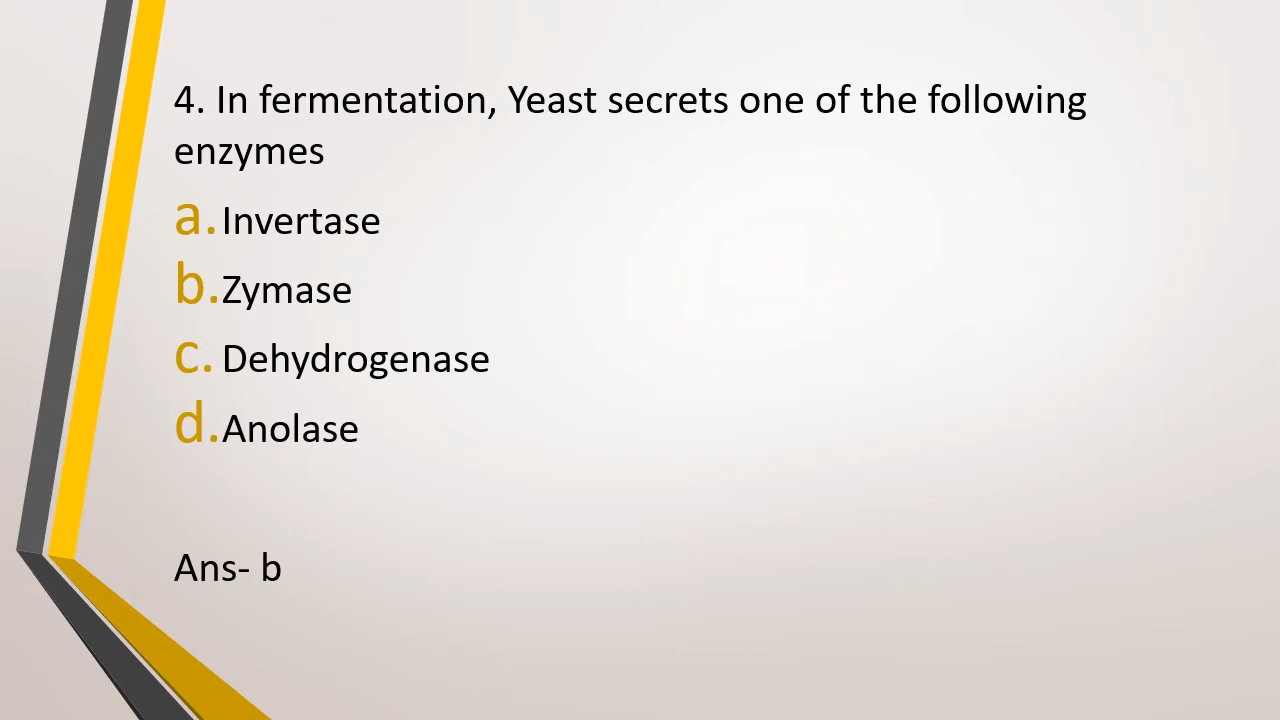 4. In fermentation, Yeast secrets one of the following
enzymes
a. Invertase
b. Zymase
c. Dehydrogenase
d. Anolase
Ans- b